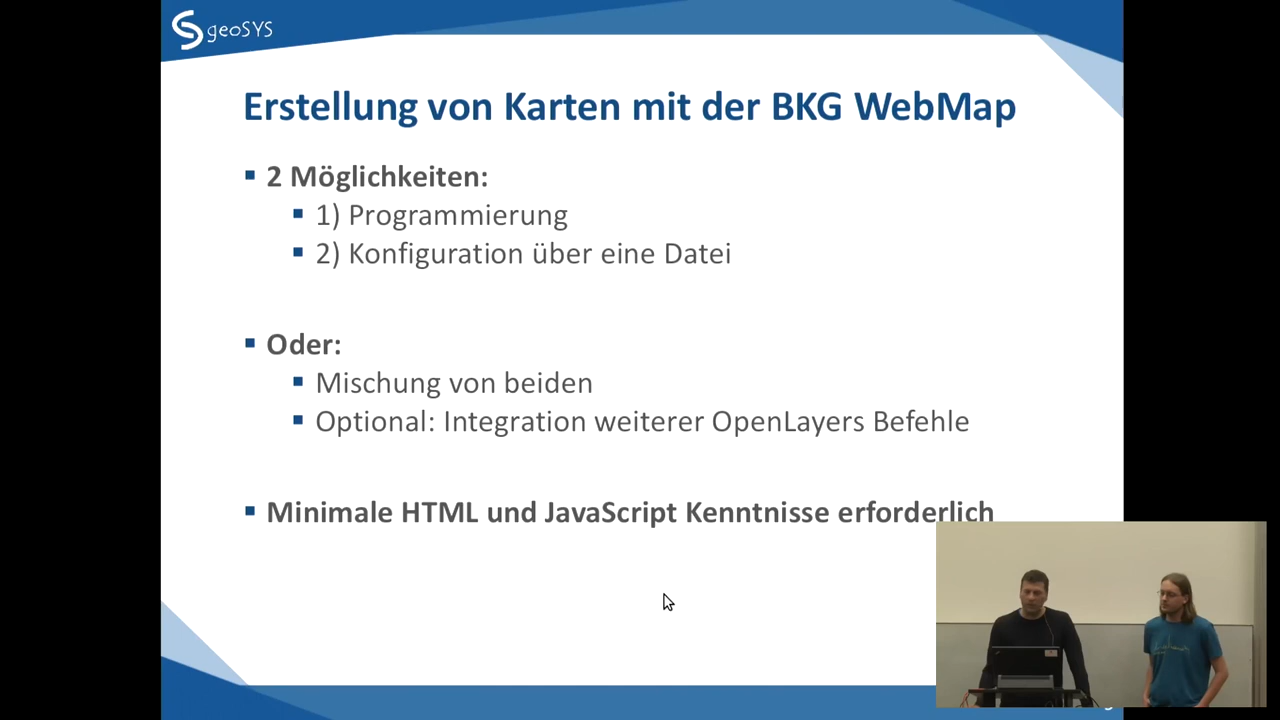 geoSYS
Erstellung von Karten mit der BKG WebMap
2 Möglichkeiten:
1) Programmierung
2) Konfiguration über eine Datei
Oder:
Mischung von beiden
Optional: Integration weiterer OpenLayers Befehle
Minimale HTML und JavaScript Kenntnisse erforderlich